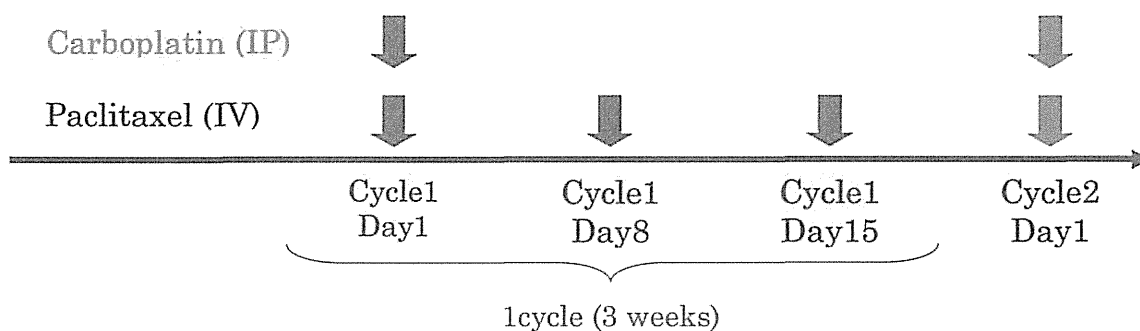 Carboplatin (IP)
Paclitaxel (IV)
Cycle1 Cycle1 Cycle1 Cycle2
Day1 Day8 Day15 Day1
1cycle (3 weeks)